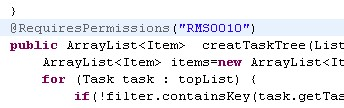 }
@RequiresPermissions("RMS0010")
public ArrayList<Item> creatTaskTree(List
ArrayList<Item> items=new ArrayList<It
for (Task task : topList) {
if(!filter.containsKey(task.getTas